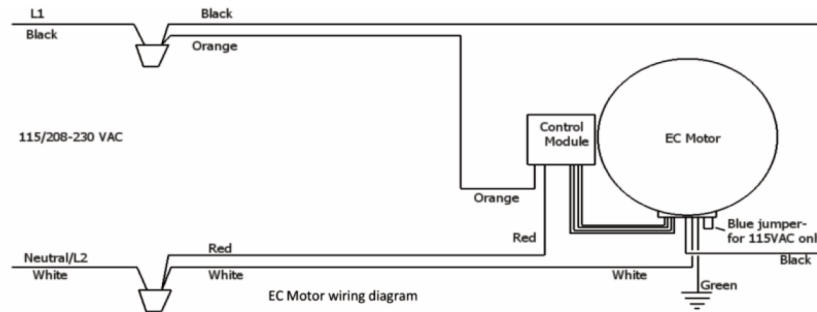 L1
Black
Black
Orange
115/208-230 VAC
Control
Module
EC Motor
Orange
Blue jumper-
for 115VAC only
Red
Neutral/L2
Red
Black
White
White
White
Green
EC Motor wiring diagram